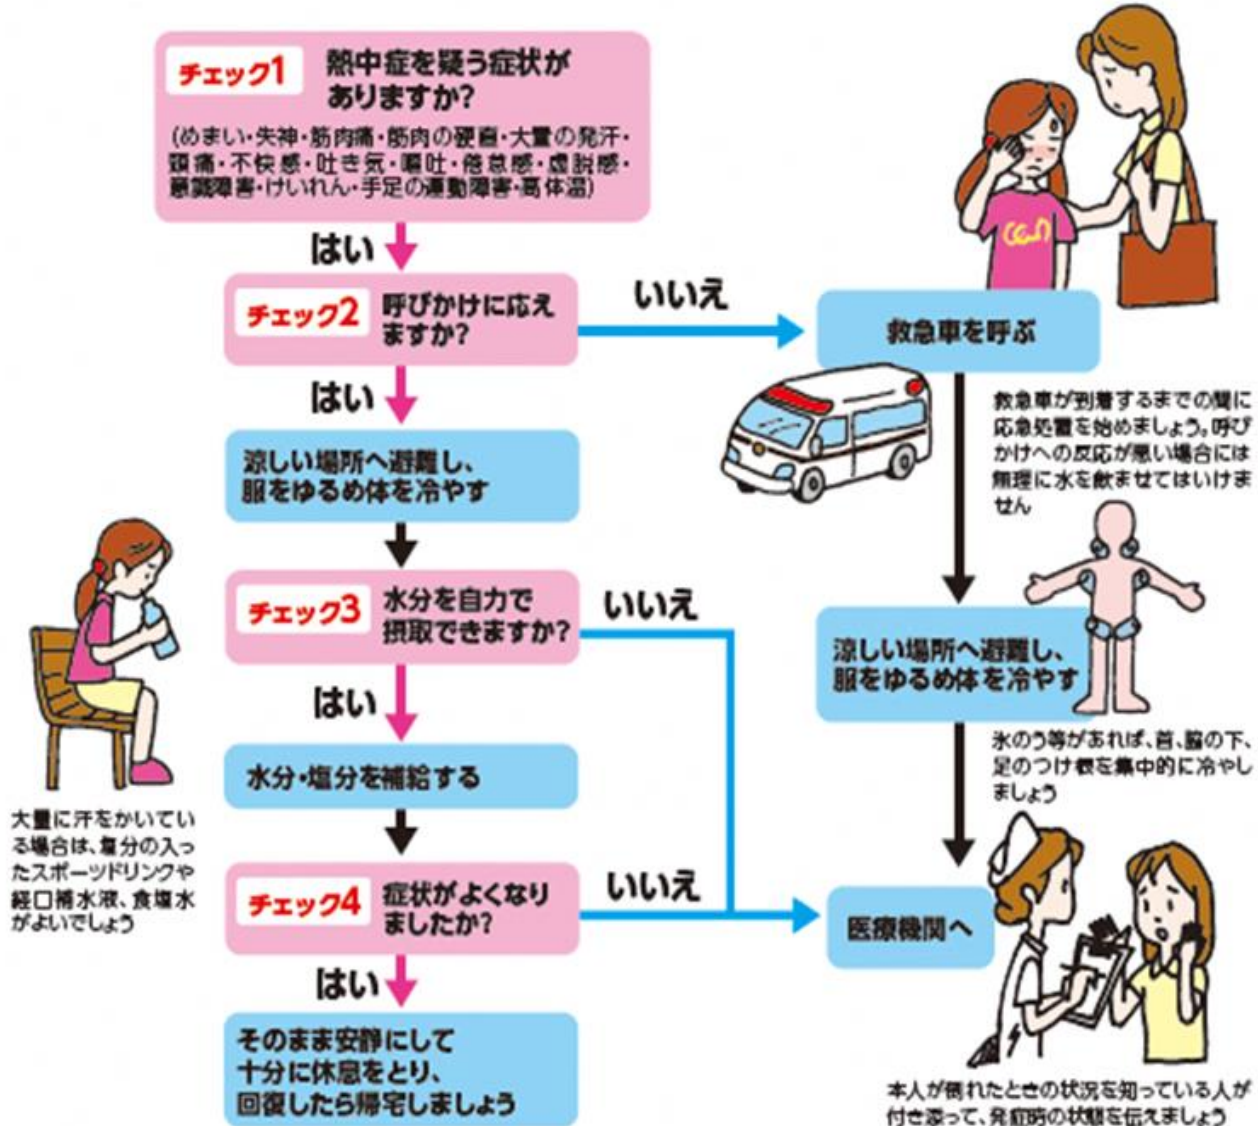 チェック1
熱中症を疑う症状が
ありますか?
(めまい・失神・筋肉痛・筋肉の硬直・大量の発汗・
頭痛・不快感・吐き気・嘔吐・倦怠感・虚脱感・
意識障害・けいれん・手足の運動障害・高体温)
はい
チェック2
呼びかけに応え
ますか?
いいえ
救急車を呼ぶ
救急車が到着するまでの間に
応急処置を始めましょう。呼び
かけへの反応が悪い場合には
無理に水を飲ませてはいけま
せん
はい
涼しい場所へ避難し、
服をゆるめ体を冷やす
チェック3
水分を自力で
摂取できますか?
いいえ
涼しい場所へ避難し、
服をゆるめ体を冷やす
氷のう等があれば、首、脇の下、
足のつけ根を集中的に冷やし
ましょう
はい
水分・塩分を補給する
大量に汗をかいてい
る場合は、塩分の入っ
たスポーツドリンクや
経口補水液、食塩水
がよいでしょう
チェック4
症状がよくなり
ましたか?
いいえ
医療機関へ
はい
そのまま安静にして
十分に休息をとり、
回復したら帰宅しましょう
本人が倒れたときの状況を知っている人が
付き添って、発症時の状態を伝えましょう